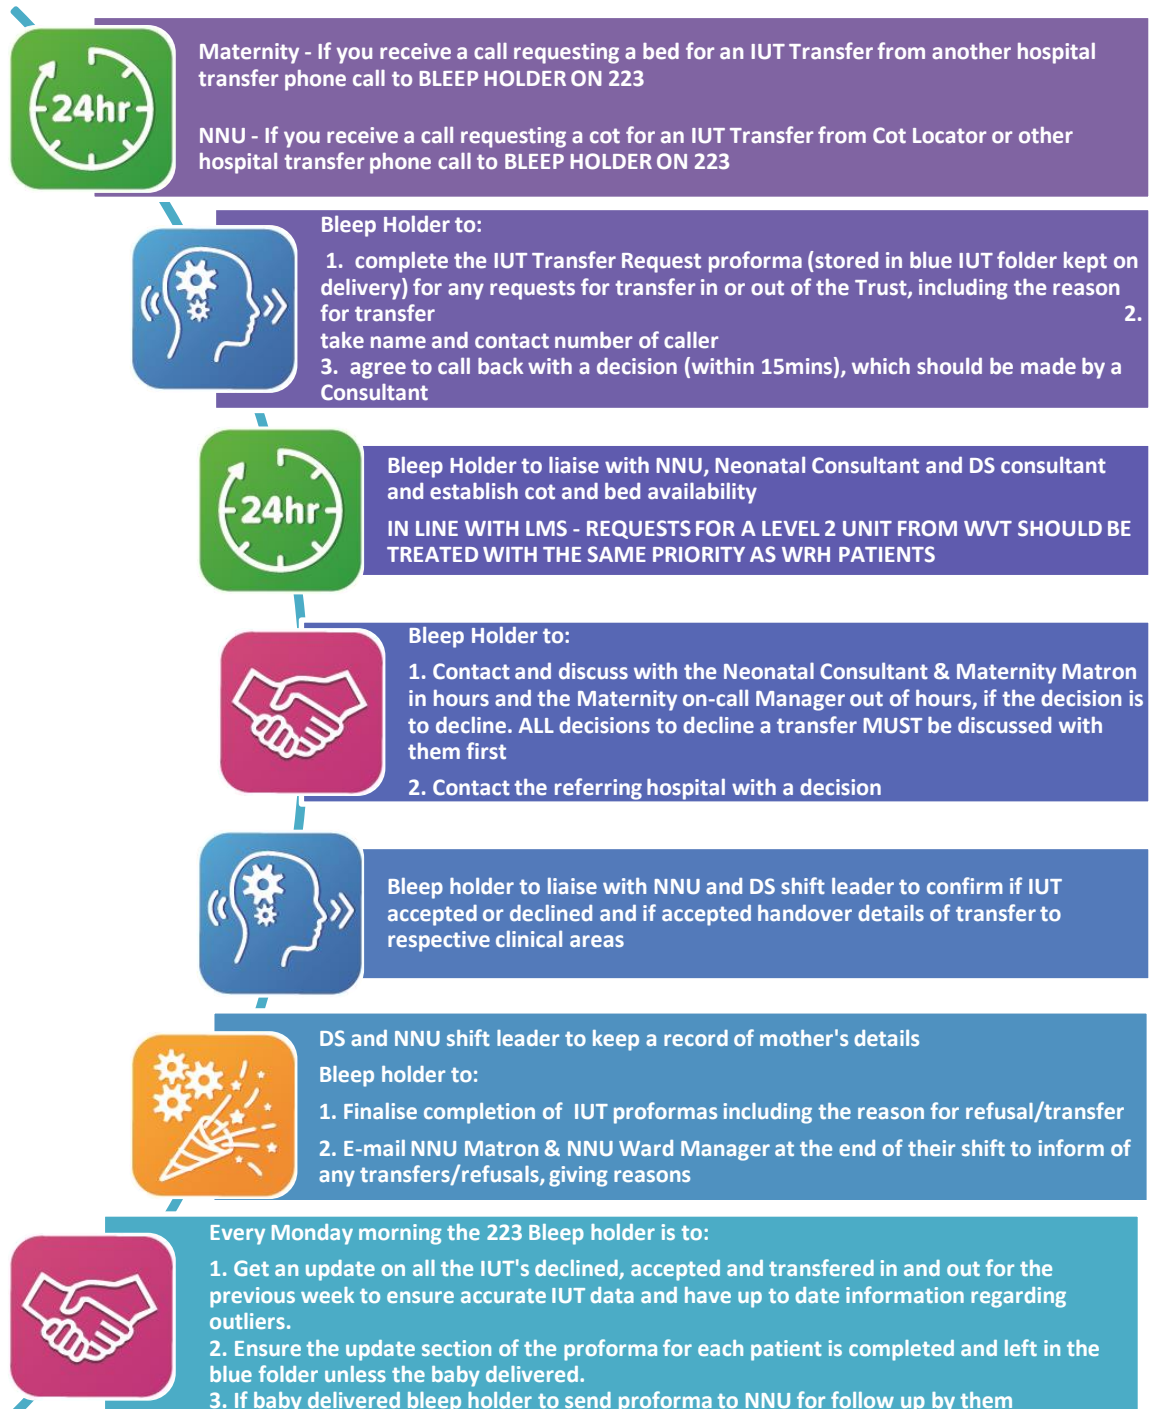 24hr
Maternity - If you receive a call requesting a bed for an IUT Transfer from another hospital
transfer phone call to BLEEP HOLDER ON 223
NNU - If you receive a call requesting a cot for an IUT Transfer from Cot Locator or other
hospital transfer phone call to BLEEP HOLDER ON 223
Bleep Holder to:
1. complete the IUT Transfer Request proforma (stored in blue IUT folder kept on
delivery) for any requests for transfer in or out of the Trust, including the reason
for transfer 2.
take name and contact number of caller
3. agree to call back with a decision (within 15mins), which should be made by a
Consultant
24hr
Bleep Holder to liaise with NNU, Neonatal Consultant and DS consultant
and establish cot and bed availability
IN LINE WITH LMS - REQUESTS FOR A LEVEL 2 UNIT FROM WVT SHOULD BE
TREATED WITH THE SAME PRIORITY AS WRH PATIENTS
Bleep Holder to:
1. Contact and discuss with the Neonatal Consultant & Maternity Matron
in hours and the Maternity on-call Manager out of hours, if the decision is
to decline. ALL decisions to decline a transfer MUST be discussed with
them first
2. Contact the referring hospital with a decision
Bleep holder to liaise with NNU and DS shift leader to confirm if IUT
accepted or declined and if accepted handover details of transfer to
respective clinical areas
DS and NNU shift leader to keep a record of mother's details
Bleep holder to:
1. Finalise completion of IUT proformas including the reason for refusal/transfer
2. E-mail NNU Matron & NNU Ward Manager at the end of their shift to inform of
any transfers/refusals, giving reasons
Every Monday morning the 223 Bleep holder is to:
1. Get an update on all the IUT's declined, accepted and transfered in and out for the
previous week to ensure accurate IUT data and have up to date information regarding
outliers.
2. Ensure the update section of the proforma for each patient is completed and left in the
blue folder unless the baby delivered.
3. If baby delivered bleep holder to send proforma to NNU for follow up by them